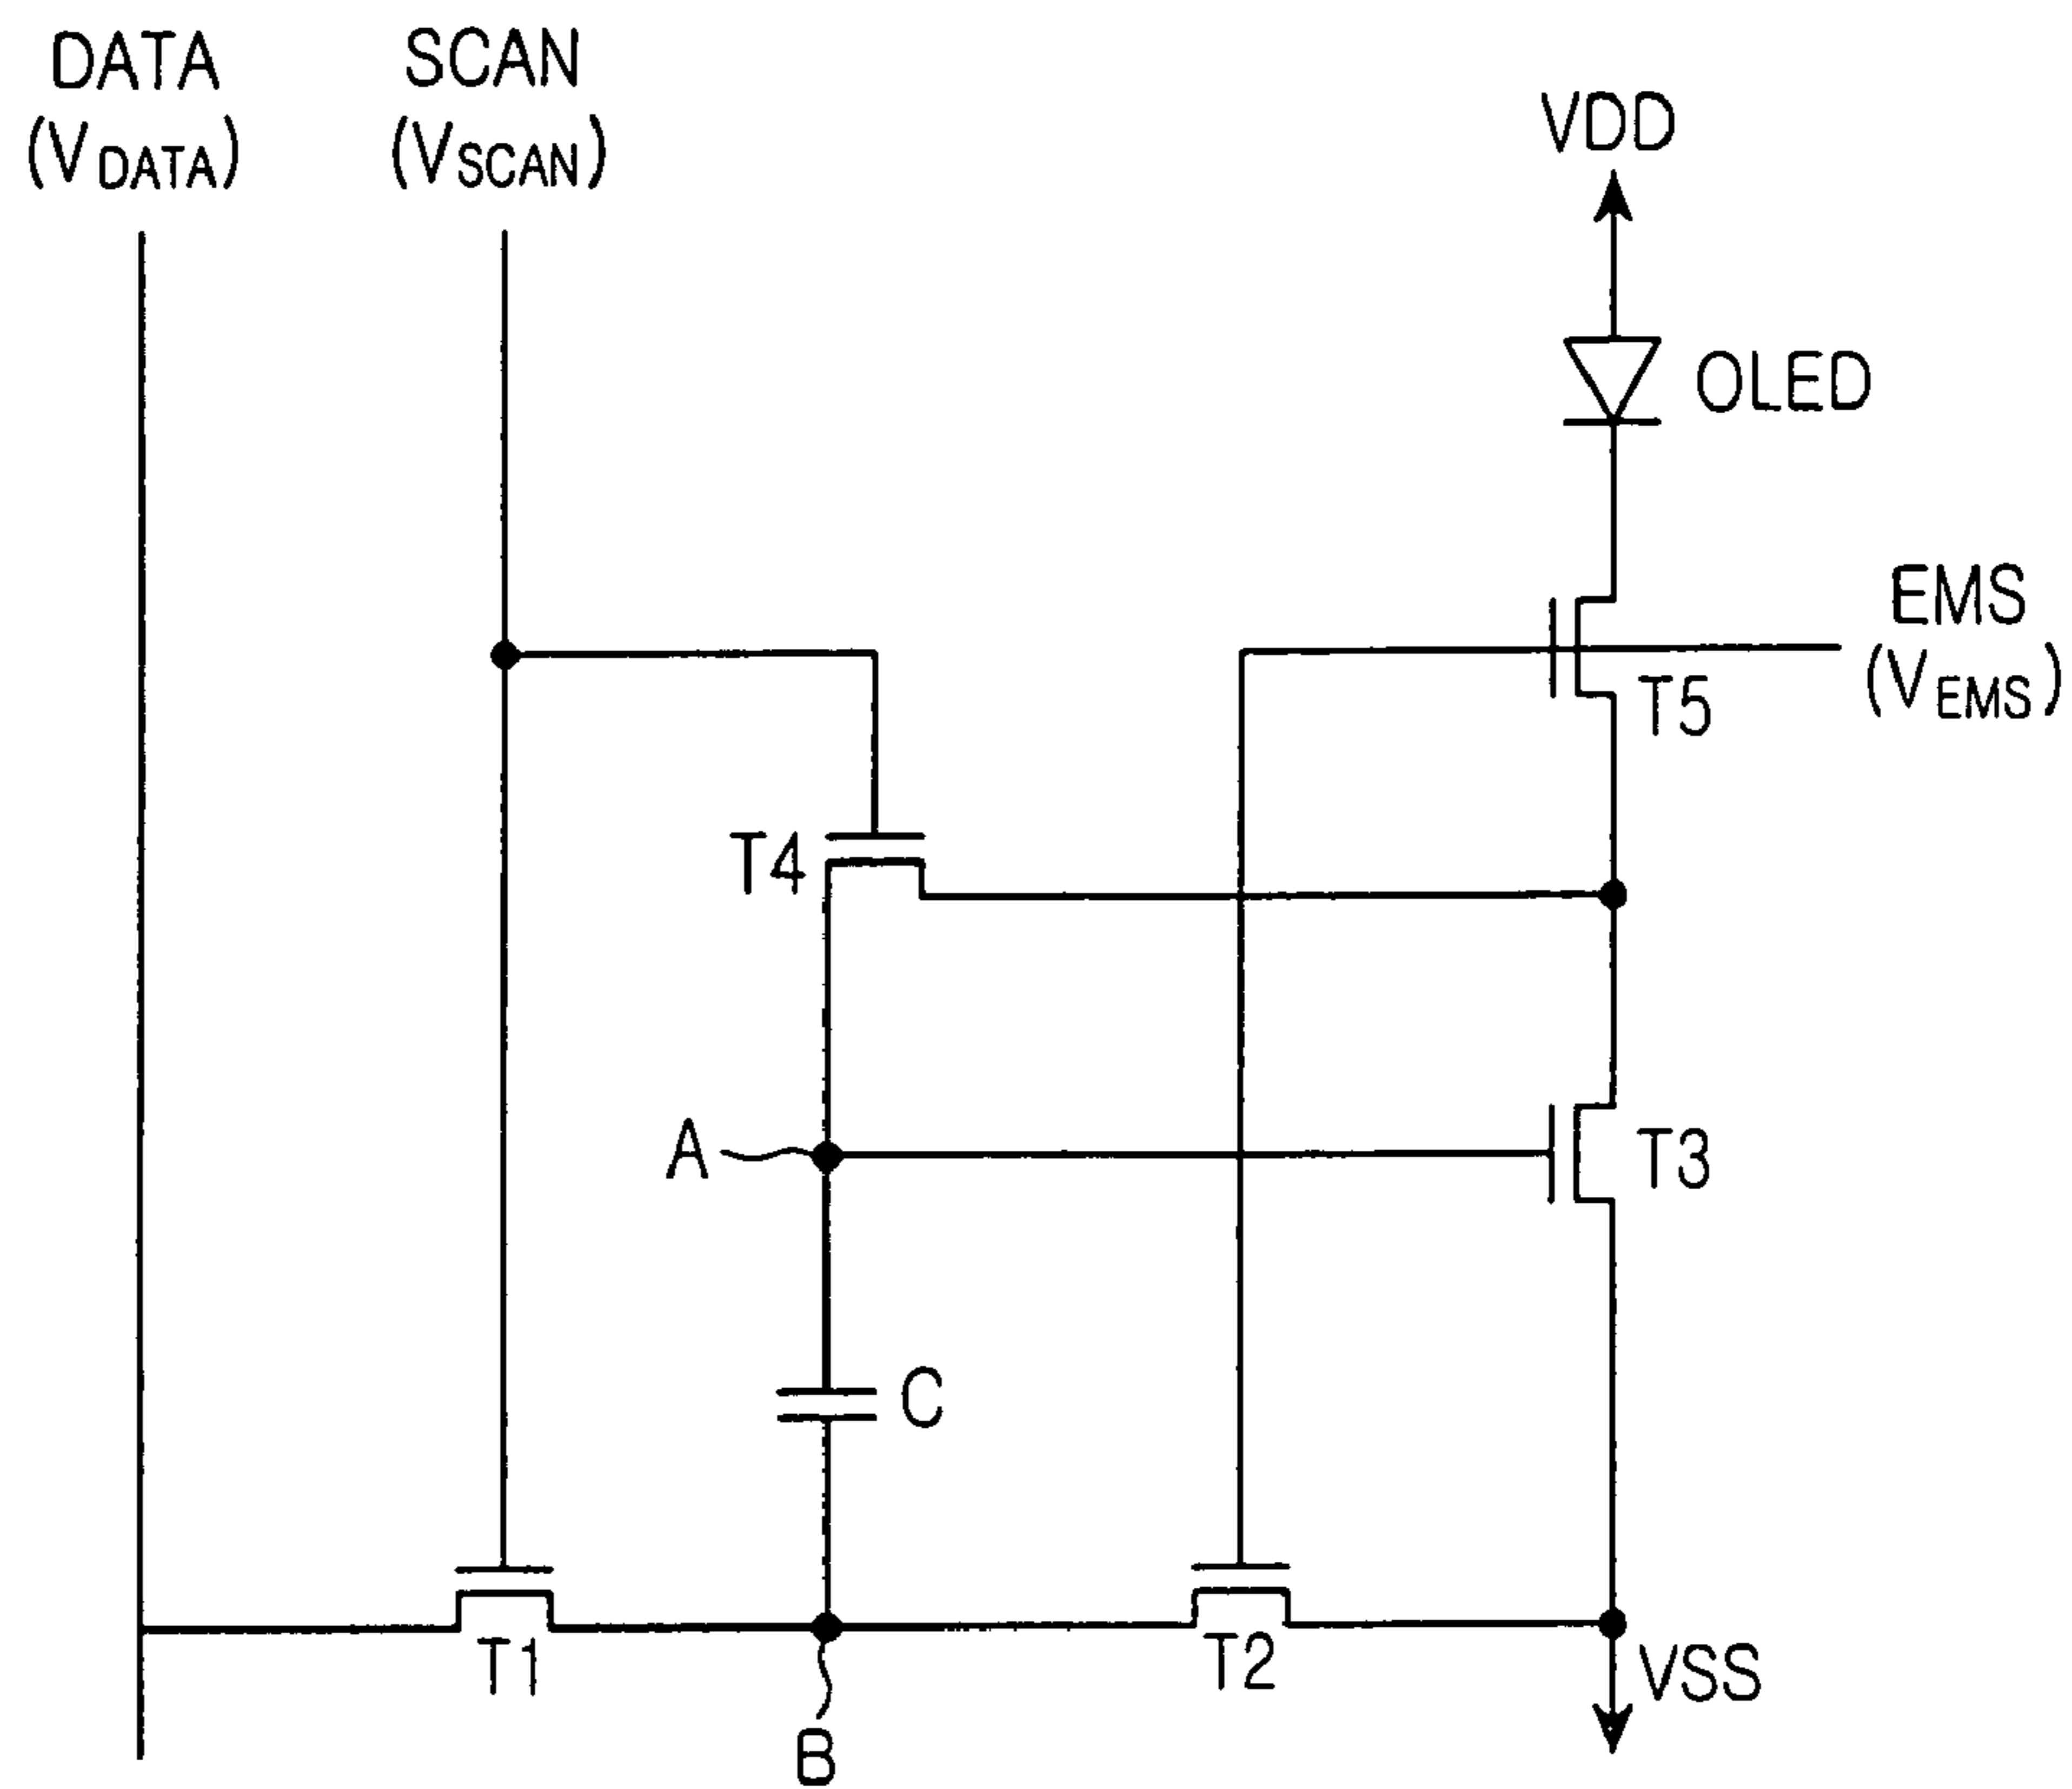 DATA
(VDATA)
SCAN
(VSCAN)
VDD
OLED
EMS
(VEMS)
T5
T4
A
T3
C
T1
T2
VSS
B